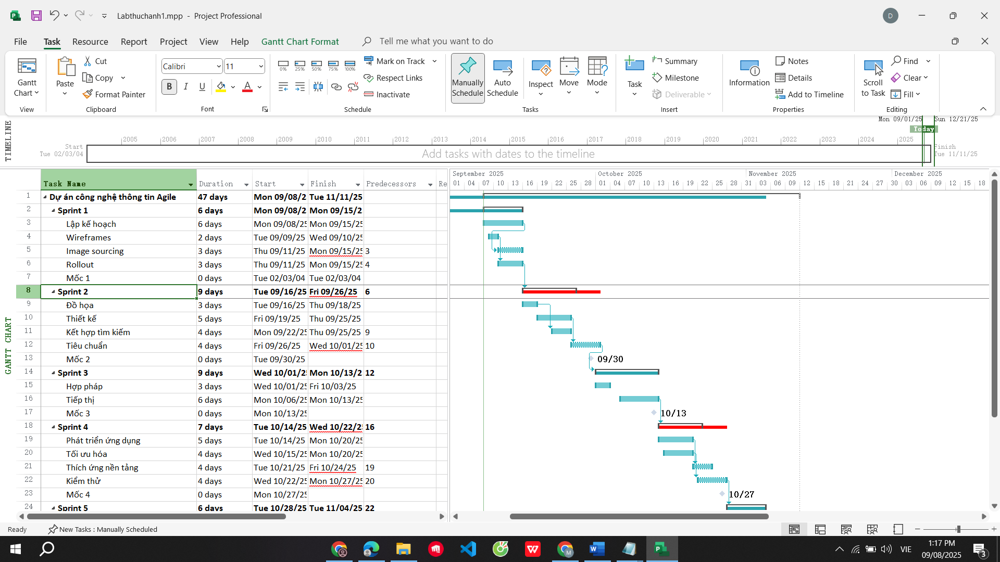 Labthuchanh1.mpp - Project Professional
D
File Task Resource Report Project View Help Gantt Chart Format Tell me what you want to do
Gantt Chart
View
Paste
Cut
Copy
Format Painter
Clipboard
Calibri 11
B I U A
Font
0% 25% 50% 75% 100%
Mark on Track
Respect Links
Inactivate
Schedule
Manually Schedule
Auto Schedule
Inspect
Move
Mode
Tasks
Task
Summary
Milestone
Deliverable
Insert
Information
Notes
Details
Add to Timeline
Properties
Scroll to Task
Find
Clear
Fill
Editing
TIMELINE
Mon 09/01/25 Sun 12/21/25
Today
2005 2006 2007 2008 2009 2010 2011 2012 2013 2014 2015 2016 2017 2018 2019 2020 2021 2022 2023 2024 2025
Start
Tue 02/03/04
Add tasks with dates to the timeline
Finish
Tue 11/11/25
GANTT CHART
Task Name Duration Start Finish Predecessors Re
September 2025 October 2025 November 2025 December 2025
01 04 07 10 13 16 19 22 25 28 01 04 07 10 13 16 19 22 25 28 31 03 06 09 12 15 18 21 24 27 30 03 06 09 12 15 18
1 Dự án công nghệ thông tin Agile 47 days Mon 09/08/2 Tue 11/11/25
2 Sprint 1 6 days Mon 09/08/2 Mon 09/15/2
3 Lập kế hoạch 6 days Mon 09/08/25 Mon 09/15/25
4 Wireframes 2 days Tue 09/09/25 Wed 09/10/25
5 Image sourcing 3 days Thu 09/11/25 Mon 09/15/25 3
6 Rollout 3 days Thu 09/11/25 Mon 09/15/25 4
7 Mốc 1 0 days Tue 02/03/04 Tue 02/03/04
8 Sprint 2 9 days Tue 09/16/25 Fri 09/26/25 6
9 Đồ họa 3 days Tue 09/16/25 Thu 09/18/25
10 Thiết kế 5 days Fri 09/19/25 Thu 09/25/25
11 Kết hợp tìm kiếm 4 days Mon 09/22/25 Thu 09/25/25 9
12 Tiêu chuẩn 4 days Fri 09/26/25 Wed 10/01/25 10
13 Mốc 2 0 days Tue 09/30/25 09/30
14 Sprint 3 9 days Wed 10/01/25 Mon 10/13/2 12
15 Hợp pháp 3 days Wed 10/01/25 Fri 10/03/25
16 Tiếp thị 6 days Mon 10/06/25 Mon 10/13/25
17 Mốc 3 0 days Mon 10/13/25 10/13
18 Sprint 4 7 days Tue 10/14/25 Wed 10/22/25 16
19 Phát triển ứng dụng 5 days Tue 10/14/25 Mon 10/20/25
20 Tối ưu hóa 4 days Wed 10/15/25 Mon 10/20/25
21 Thích ứng nền tảng 4 days Tue 10/21/25 Fri 10/24/25 19
22 Kiểm thử 4 days Wed 10/22/25 Mon 10/27/25 20
23 Mốc 4 0 days Mon 10/27/25 10/27
24 Sprint 5 6 days Tue 10/28/25 Tue 11/04/25 22
Ready New Tasks : Manually Scheduled
VIE
1:17 PM
09/08/2025
3